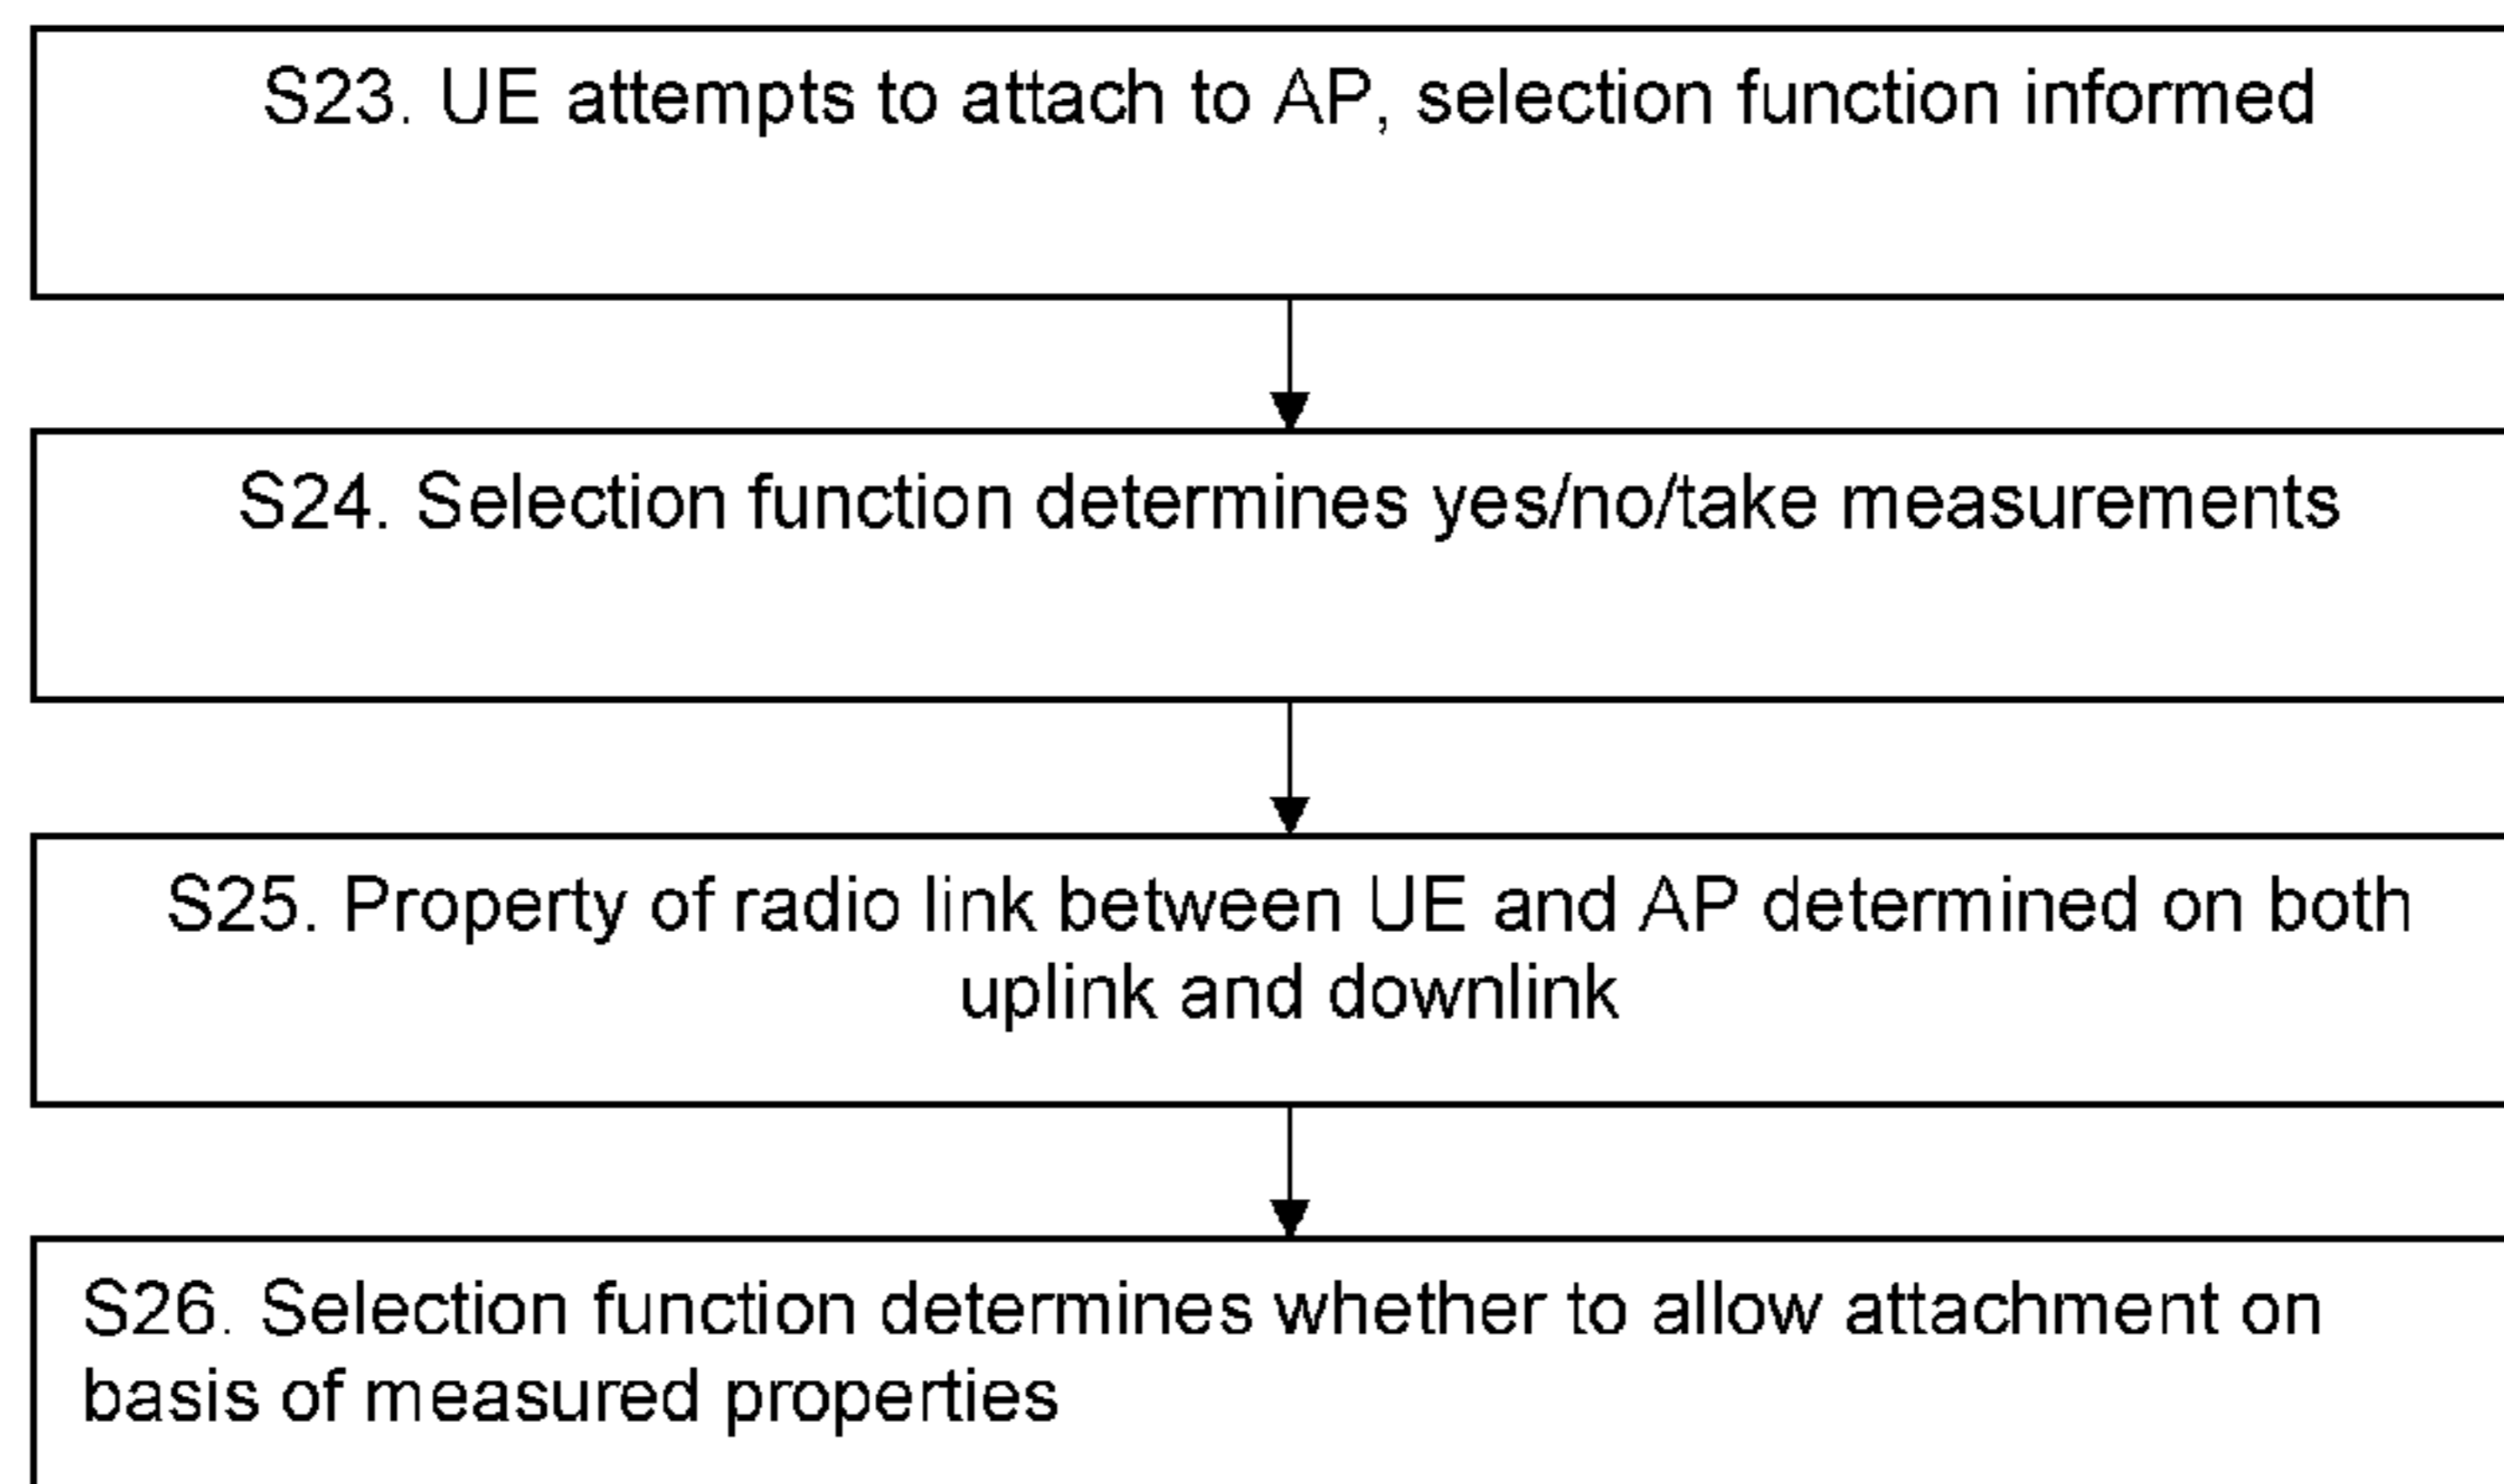 S23. UE attempts to attach to AP, selection function informed
S24. Selection function determines yes/no/take measurements
S25. Property of radio link between UE and AP determined on both
uplink and downlink
S26. Selection function determines whether to allow attachment on
basis of measured properties